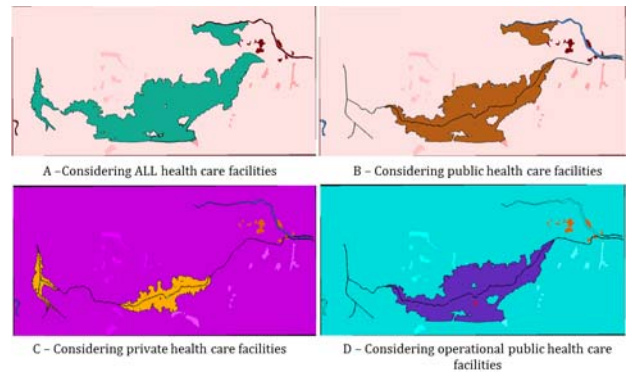 A –Considering ALL health care facilities
B – Considering public health care facilities
C – Considering private health care facilities
D – Considering operational public health care
facilities